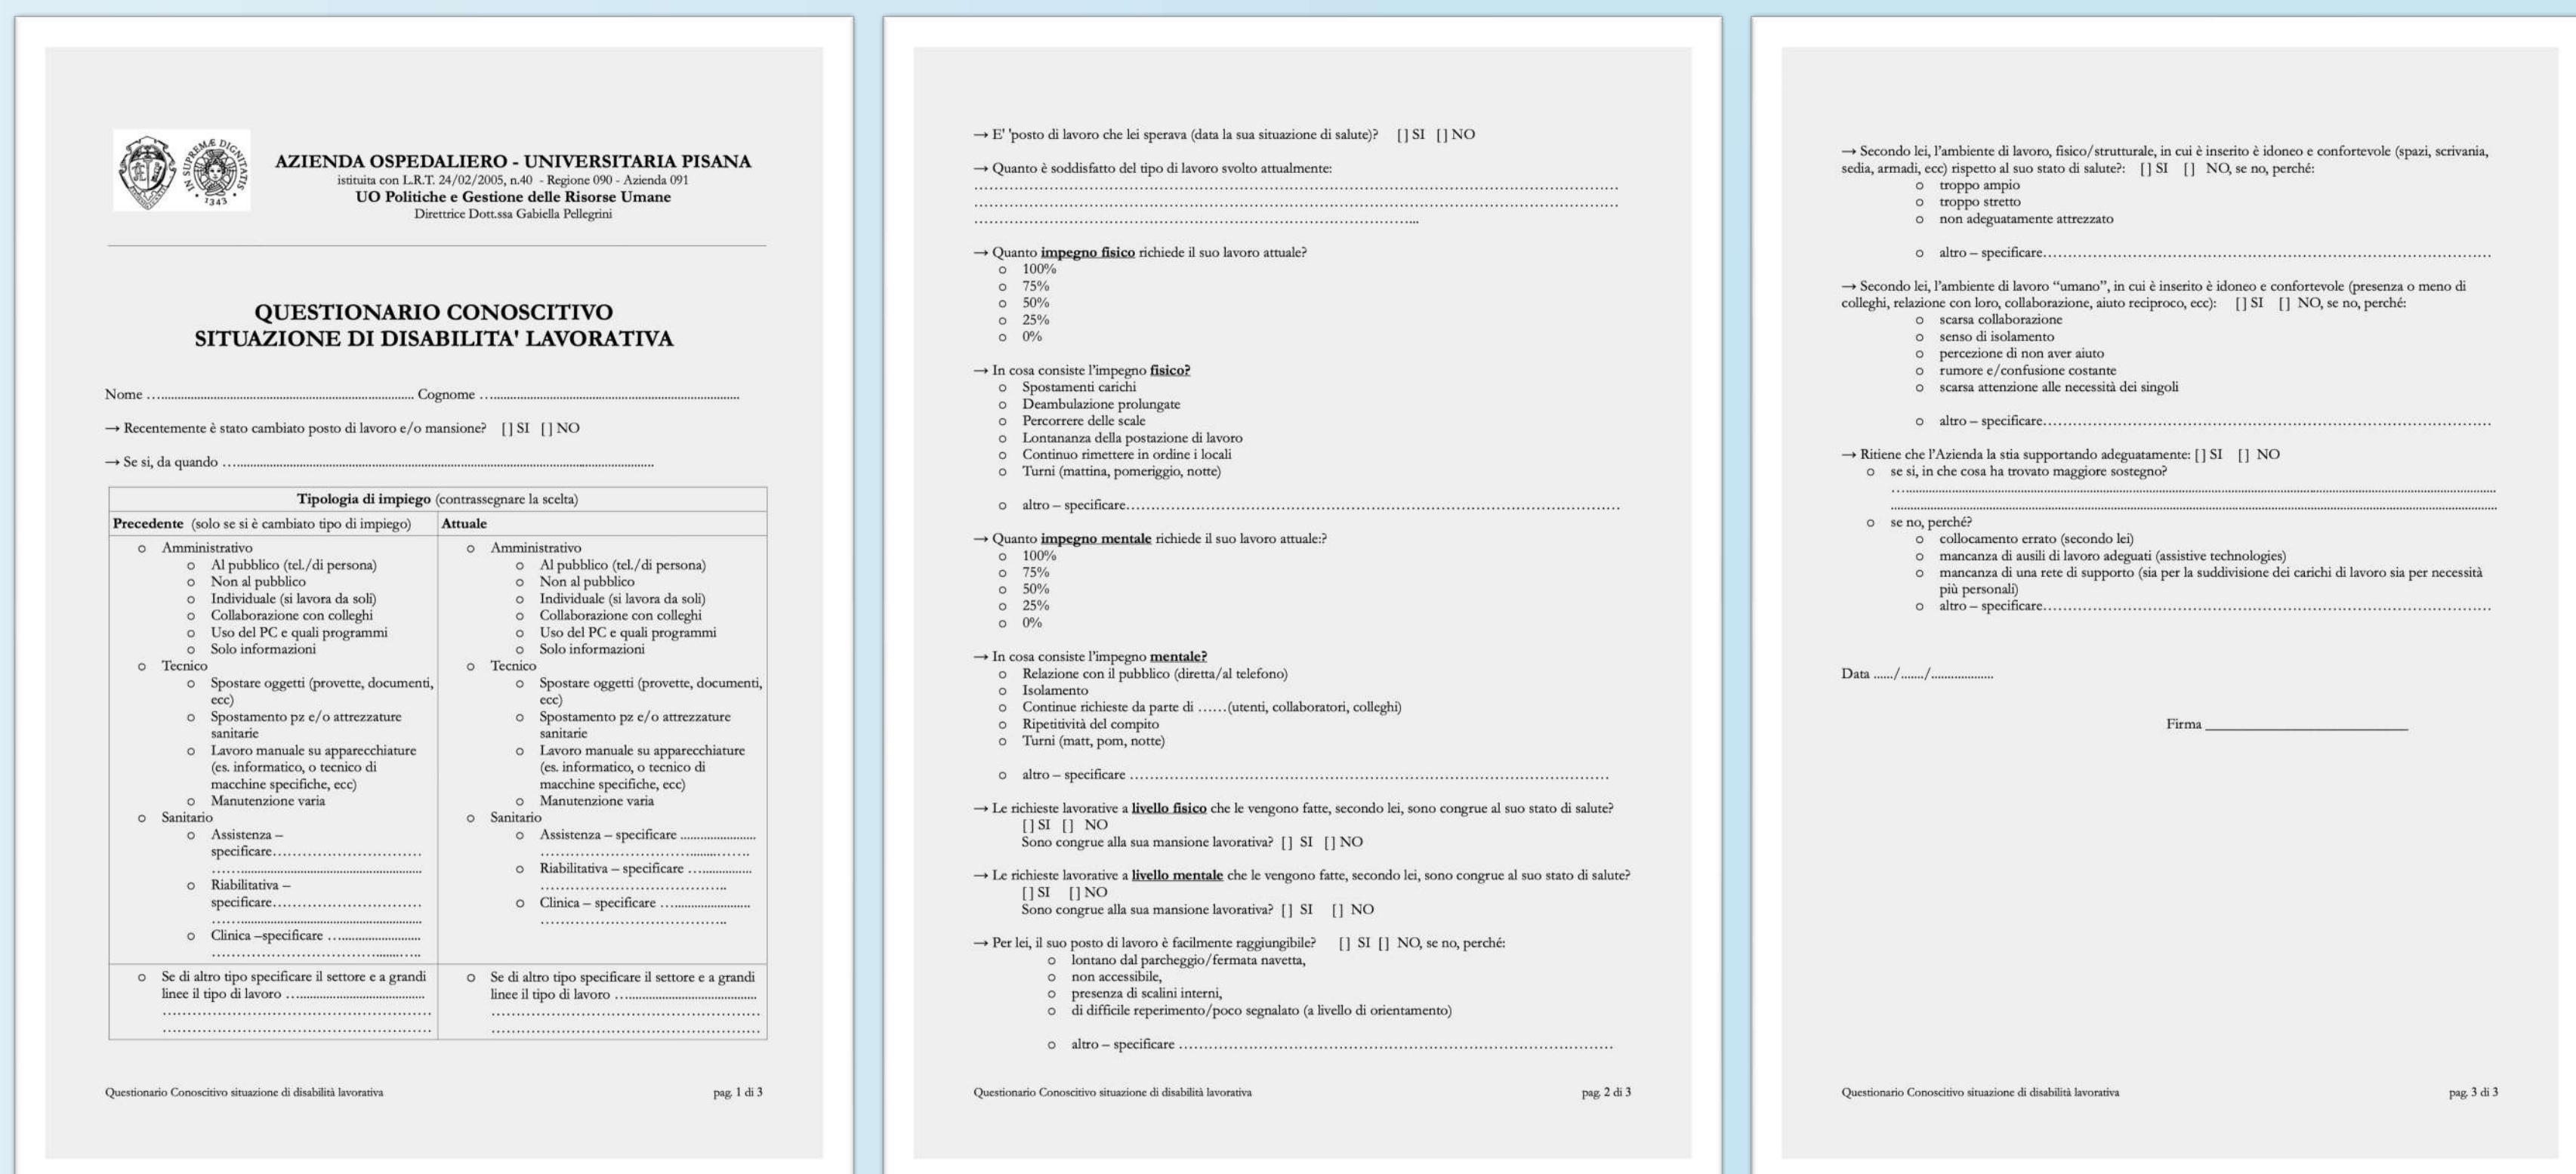 IN SUPREMÆ DIGNITATIS
1343
AZIENDA OSPEDALIERO - UNIVERSITARIA PISANA
istituita con L.R.T. 24/02/2005, n.40 - Regione 090 - Azienda 091
UO Politiche e Gestione delle Risorse Umane
Direttrice Dott.ssa Gabiella Pellegrini
QUESTIONARIO CONOSCITIVO
SITUAZIONE DI DISABILITA' LAVORATIVA
Nome ........................ Cognome ........................
→ Recentemente è stato cambiato posto di lavoro e/o mansione? [] SI [] NO
→ Se si, da quando ........................
Tipologia di impiego (contrassegnare la scelta)
Precedente (solo se si è cambiato tipo di impiego)
o Amministrativo
o Al pubblico (tel./di persona)
o Non al pubblico
o Individuale (si lavora da soli)
o Collaborazione con colleghi
o Uso del PC e quali programmi
o Solo informazioni
o Tecnico
o Spostare oggetti (provette, documenti,
ecc)
o Spostamento pz e/o attrezzature
sanitarie
o Lavoro manuale su apparecchiature
(es. informatico, o tecnico di
macchine specifiche, ecc)
o Manutenzione varia
o Sanitario
o Assistenza –
specificare........................
........................
o Riabilitativa –
specificare........................
........................
o Clinica –specificare ........................
........................
o Se di altro tipo specificare il settore e a grandi
linee il tipo di lavoro ........................
........................
........................
Attuale
o Amministrativo
o Al pubblico (tel./di persona)
o Non al pubblico
o Individuale (si lavora da soli)
o Collaborazione con colleghi
o Uso del PC e quali programmi
o Solo informazioni
o Tecnico
o Spostare oggetti (provette, documenti,
ecc)
o Spostamento pz e/o attrezzature
sanitarie
o Lavoro manuale su apparecchiature
(es. informatico, o tecnico di
macchine specifiche, ecc)
o Manutenzione varia
o Sanitario
o Assistenza – specificare ........................
........................
o Riabilitativa – specificare ........................
........................
o Clinica – specificare ........................
........................
o Se di altro tipo specificare il settore e a grandi
linee il tipo di lavoro ........................
........................
........................
Questionario Conoscitivo situazione di disabilità lavorativa pag. 1 di 3
→ E' 'posto di lavoro che lei sperava (data la sua situazione di salute)? [] SI [] NO
→ Quanto è soddisfatto del tipo di lavoro svolto attualmente:
........................
........................
........................
→ Quanto impegno fisico richiede il suo lavoro attuale?
o 100%
o 75%
o 50%
o 25%
o 0%
→ In cosa consiste l'impegno fisico?
o Spostamenti carichi
o Deambulazione prolungate
o Percorrere delle scale
o Lontananza della postazione di lavoro
o Continuo rimettere in ordine i locali
o Turni (mattina, pomeriggio, notte)
o altro – specificare........................
→ Quanto impegno mentale richiede il suo lavoro attuale:?
o 100%
o 75%
o 50%
o 25%
o 0%
→ In cosa consiste l'impegno mentale?
o Relazione con il pubblico (diretta/al telefono)
o Isolamento
o Continue richieste da parte di ……(utenti, collaboratori, colleghi)
o Ripetitività del compito
o Turni (matt, pom, notte)
o altro – specificare ........................
→ Le richieste lavorative a livello fisico che le vengono fatte, secondo lei, sono congrue al suo stato di salute?
[] SI [] NO
Sono congrue alla sua mansione lavorativa? [] SI [] NO
→ Le richieste lavorative a livello mentale che le vengono fatte, secondo lei, sono congrue al suo stato di salute?
[] SI [] NO
Sono congrue alla sua mansione lavorativa? [] SI [] NO
→ Per lei, il suo posto di lavoro è facilmente raggiungibile? [] SI [] NO, se no, perché:
o lontano dal parcheggio/fermata navetta,
o non accessibile,
o presenza di scalini interni,
o di difficile reperimento/poco segnalato (a livello di orientamento)
o altro – specificare ........................
Questionario Conoscitivo situazione di disabilità lavorativa pag. 2 di 3
→ Secondo lei, l'ambiente di lavoro, fisico/strutturale, in cui è inserito è idoneo e confortevole (spazi, scrivania,
sedia, armadi, ecc) rispetto al suo stato di salute?: [] SI [] NO, se no, perché:
o troppo ampio
o troppo stretto
o non adeguatamente attrezzato
o altro – specificare........................
→ Secondo lei, l'ambiente di lavoro “umano”, in cui è inserito è idoneo e confortevole (presenza o meno di
colleghi, relazione con loro, collaborazione, aiuto reciproco, ecc): [] SI [] NO, se no, perché:
o scarsa collaborazione
o senso di isolamento
o percezione di non aver aiuto
o rumore e/confusione costante
o scarsa attenzione alle necessità dei singoli
o altro – specificare........................
→ Ritiene che l'Azienda la stia supportando adeguatamente: [] SI [] NO
o se si, in che cosa ha trovato maggiore sostegno?
........................
........................
o se no, perché?
o collocamento errato (secondo lei)
o mancanza di ausili di lavoro adeguati (assistive technologies)
o mancanza di una rete di supporto (sia per la suddivisione dei carichi di lavoro sia per necessità
più personali)
o altro – specificare........................
Data ....../......./..................
Firma ____________________
Questionario Conoscitivo situazione di disabilità lavorativa pag. 3 di 3